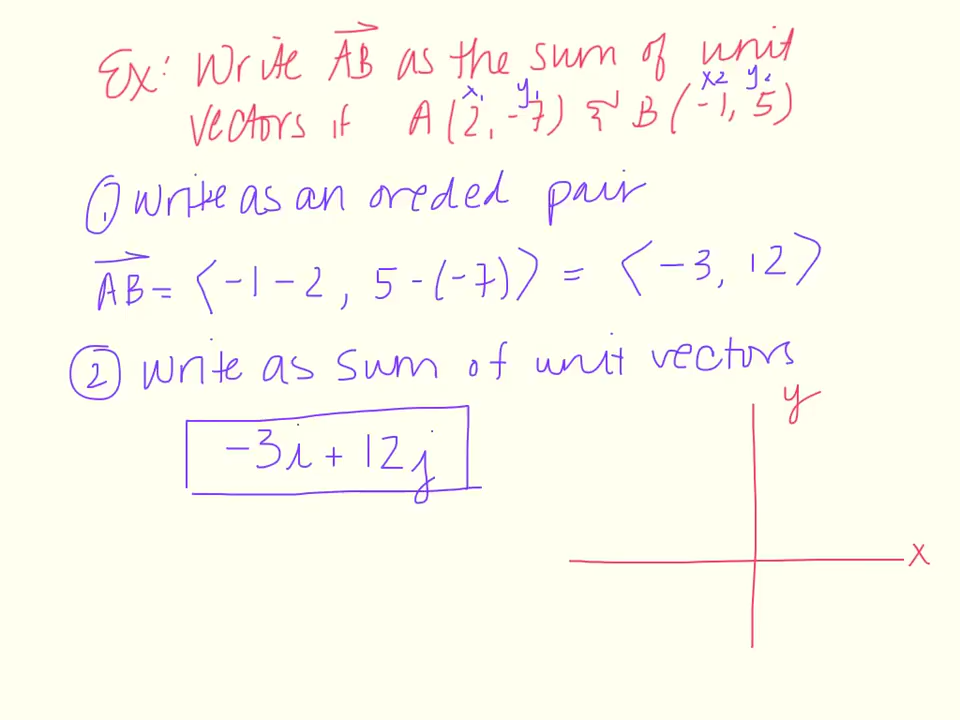 Ex: Write AB as the sum of unit
x₁ y₁ x2 y₂
vectors if A(2,-7) & B(-1,5)
1) Write as an oreded pair
AB = ⟨-1-2, 5-(-7)⟩ = ⟨-3, 12⟩
2 Write as sum of unit vectors
-3i + 12j
y
x